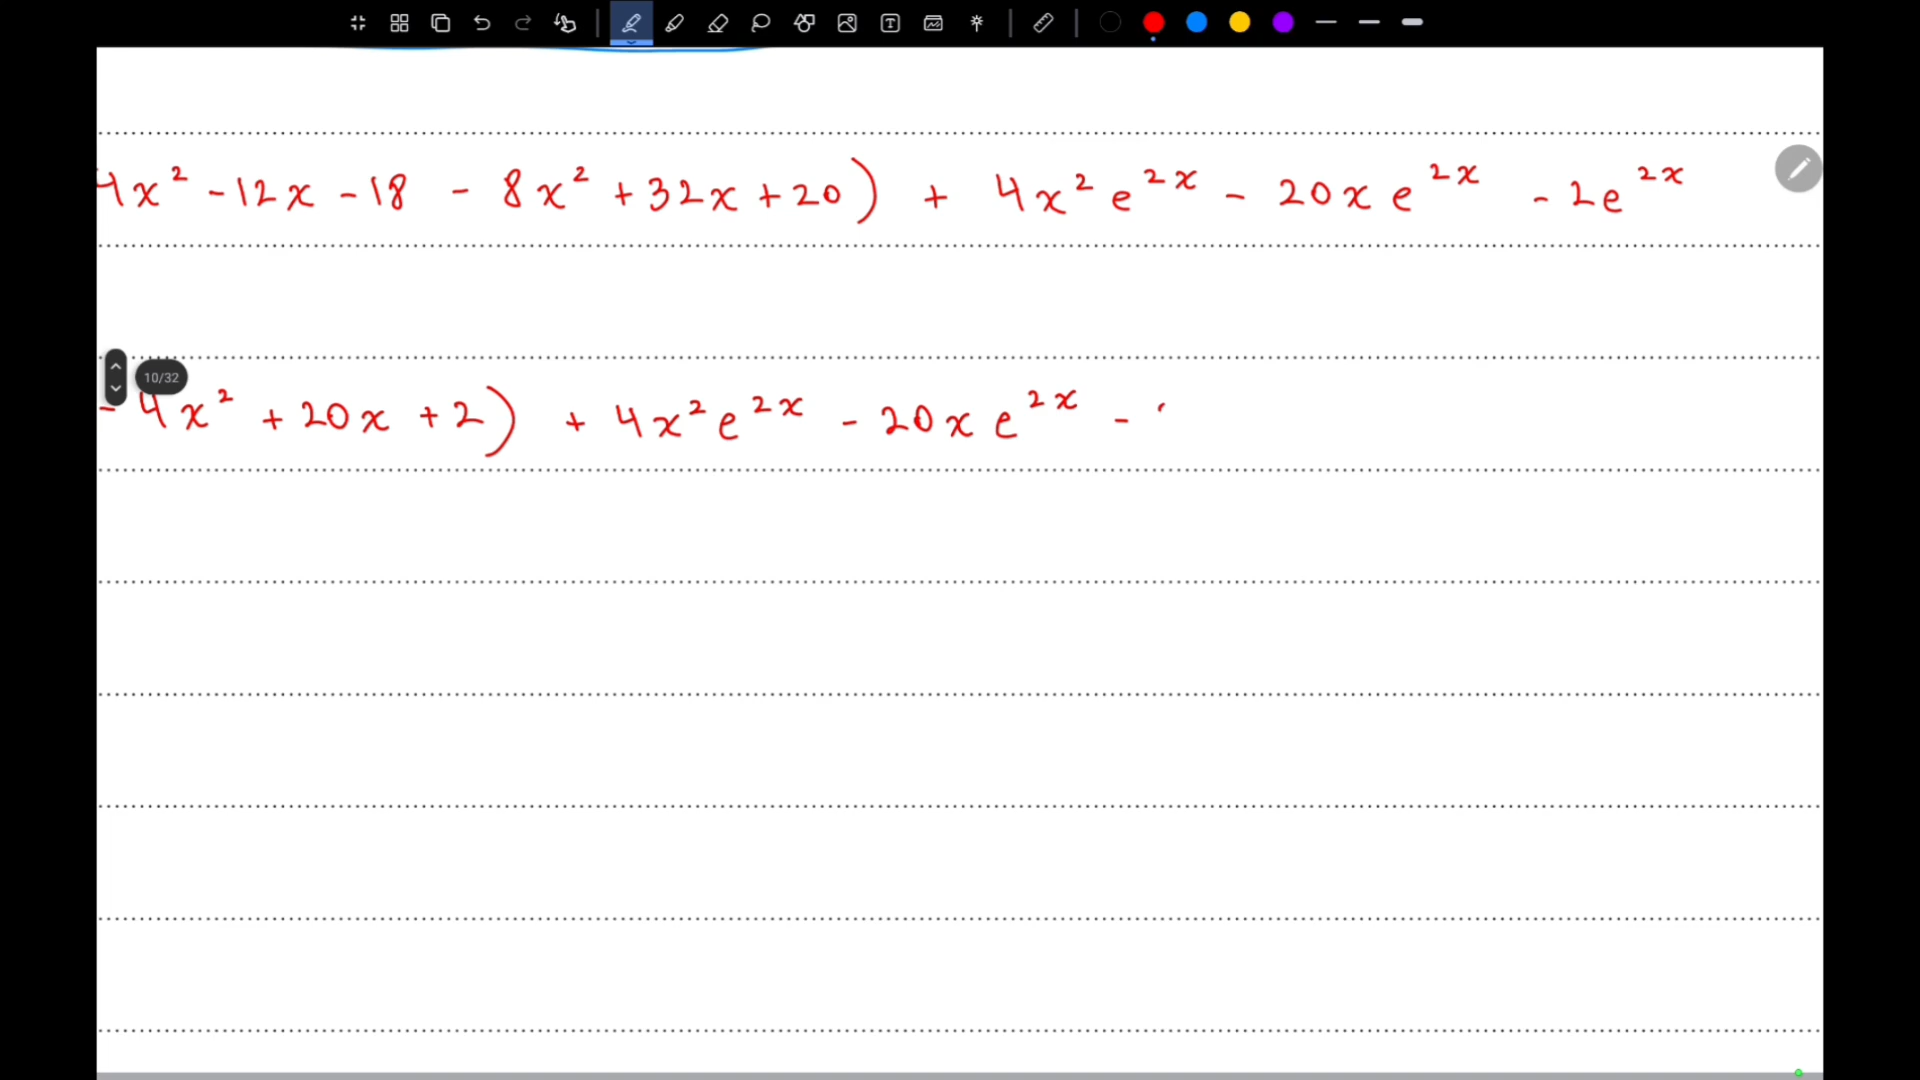 4x² -12x -18 - 8x² +32x +20) + 4x²e²ˣ - 20xe²ˣ - 2e²ˣ
10/32
- 4x² + 20x + 2) + 4x²e²ˣ - 20xe²ˣ -